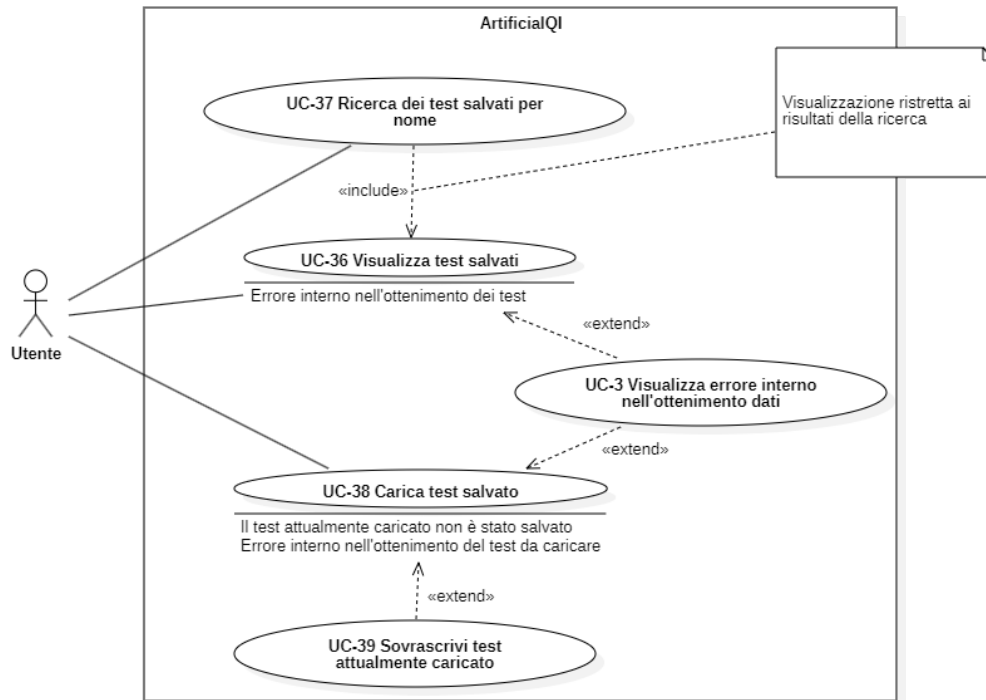 ArtificialQI
UC-37 Ricerca dei test salvati per
nome
Visualizzazione ristretta ai
risultati della ricerca
«include»
UC-36 Visualizza test salvati
Errore interno nell'ottenimento dei test
«extend»
Utente
UC-3 Visualizza errore interno
nell'ottenimento dati
«extend»
UC-38 Carica test salvato
Il test attualmente caricato non è stato salvato
Errore interno nell'ottenimento del test da caricare
«extend»
UC-39 Sovrascrivi test
attualmente caricato